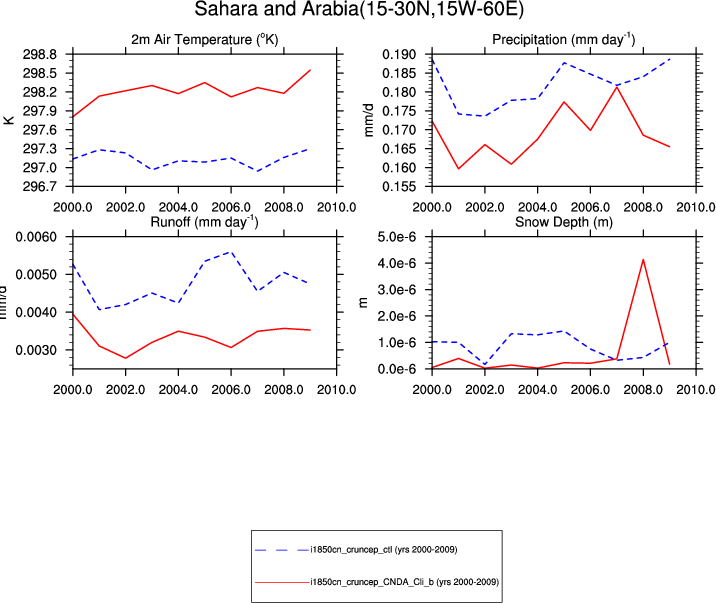 Sahara and Arabia(15-30N,15W-60E)
2m Air Temperature (°K)
Precipitation (mm day⁻¹)
298.8
298.5
298.2
297.9
297.6
297.3
297.0
296.7
K
2000.0 2002.0 2004.0 2006.0 2008.0 2010.0
0.190
0.185
0.180
0.175
0.170
0.165
0.160
0.155
mm/d
2000.0 2002.0 2004.0 2006.0 2008.0 2010.0
Runoff (mm day⁻¹)
Snow Depth (m)
0.0060
0.0050
0.0040
0.0030
mm/d
2000.0 2002.0 2004.0 2006.0 2008.0 2010.0
5.0e-6
4.0e-6
3.0e-6
2.0e-6
1.0e-6
0.0e-6
m
2000.0 2002.0 2004.0 2006.0 2008.0 2010.0
i1850cn_cruncep_ctl (yrs 2000-2009)
i1850cn_cruncep_CNDA_Cli_b (yrs 2000-2009)